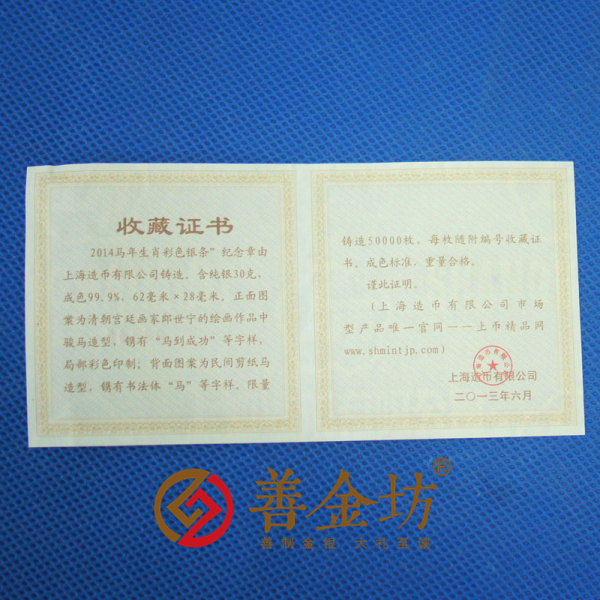 收藏证书
2014马年生肖彩色银条”纪念章由
上海造币有限公司铸造。含纯银30克，
成色99.9%，62毫米×28毫米，正面图
案为清朝宫廷画家郎世宁的绘画作品中
骏马造型，镌有“马到成功”等字样，
局部彩色印制；背面图案为民间剪纸马
造型，镌有书法体“马”等字样，限量
铸造50000枚，每枚随附编号收藏证
书。成色标准，重量合格。
谨此证明。
（上海造币有限公司市场
型产品唯一官网——上币精品网
www.shmintjp.com）
上海造币有限公司
二〇一三年六月
善金坊®
善制金银 大礼至诚